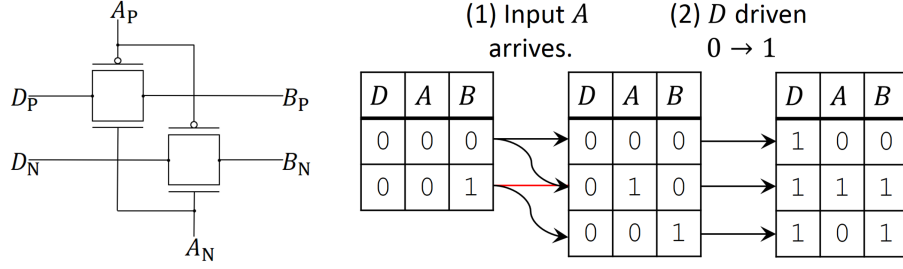 A_P
D_P B_P
D_N B_N
A_N
(1) Input A
arrives.
(2) D driven
0 → 1
D A B
0 0 0
0 0 1
D A B
0 0 0
0 1 0
0 0 1
D A B
1 0 0
1 1 1
1 0 1